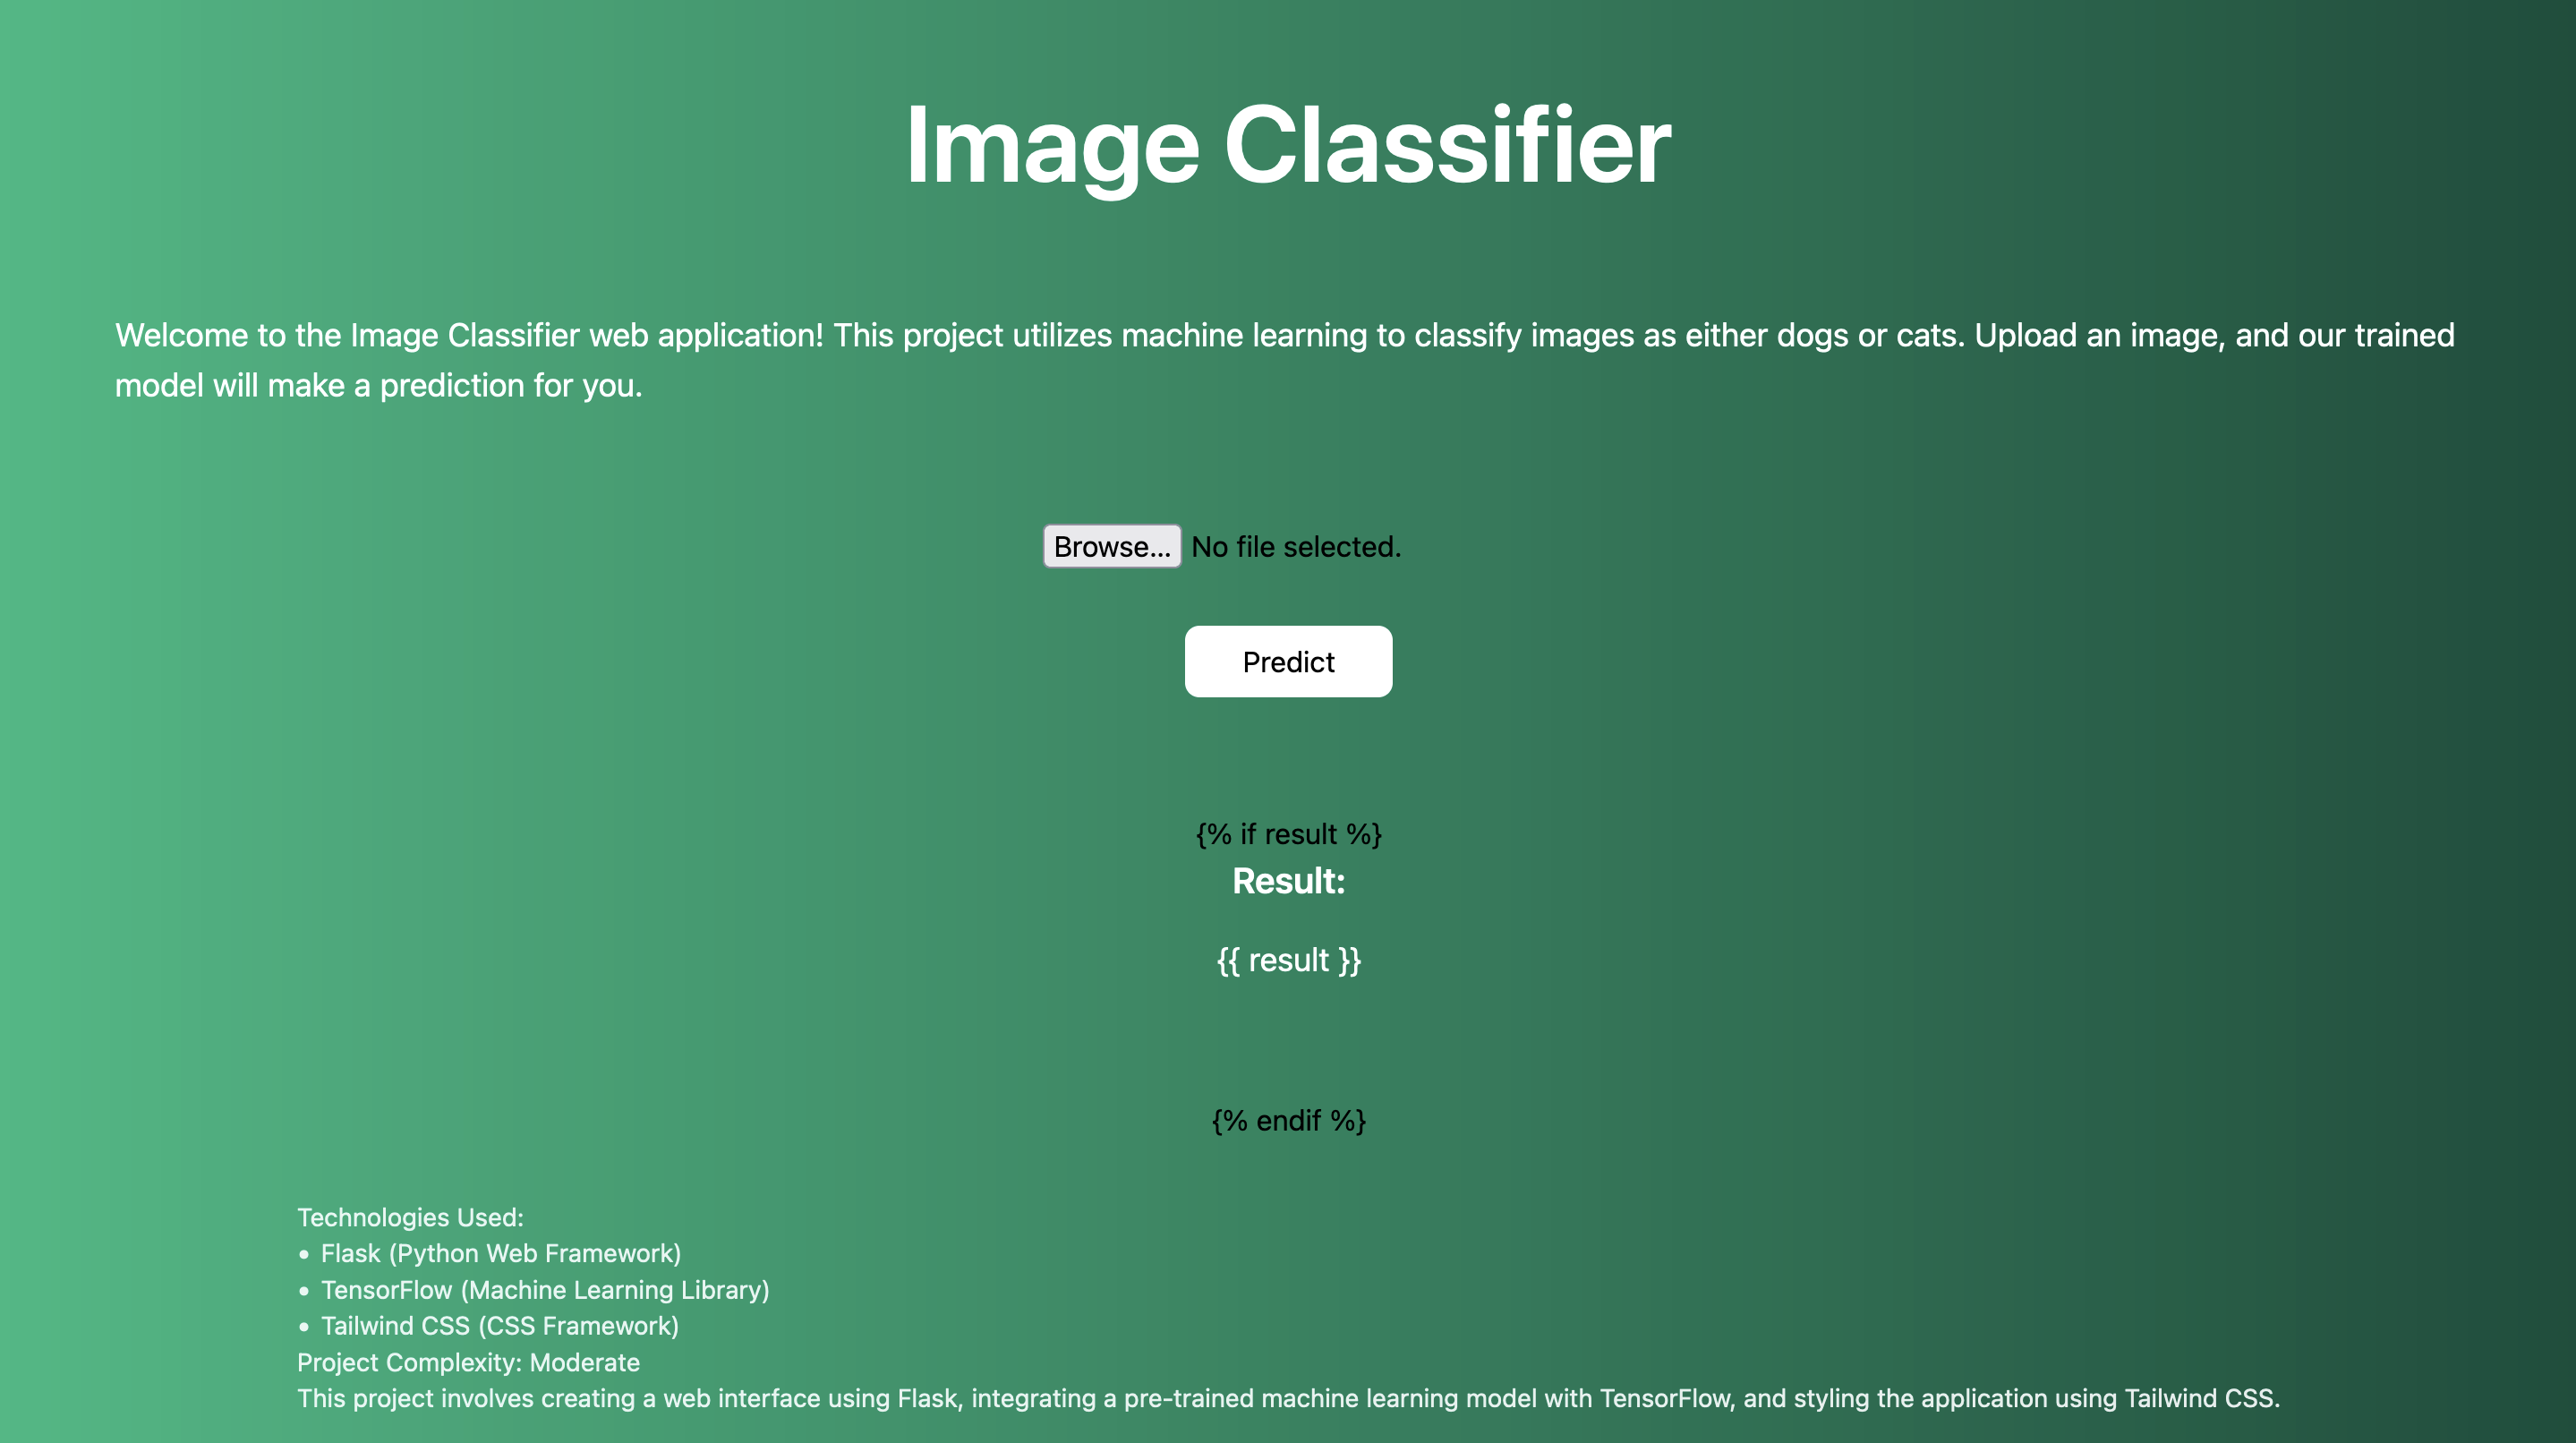 Image Classifier
Welcome to the Image Classifier web application! This project utilizes machine learning to classify images as either dogs or cats. Upload an image, and our trained
model will make a prediction for you.
Browse... No file selected.
Predict
{% if result %}
Result:
{{ result }}
{% endif %}
Technologies Used:
• Flask (Python Web Framework)
• TensorFlow (Machine Learning Library)
• Tailwind CSS (CSS Framework)
Project Complexity: Moderate
This project involves creating a web interface using Flask, integrating a pre-trained machine learning model with TensorFlow, and styling the application using Tailwind CSS.